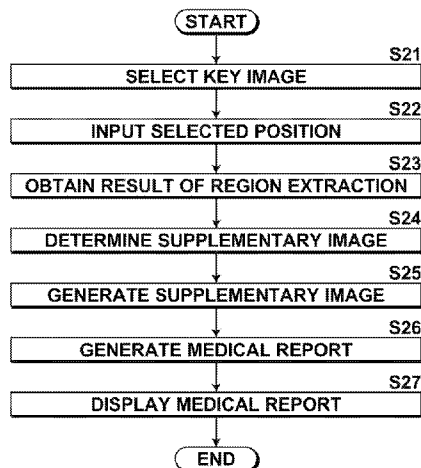 START
S21
SELECT KEY IMAGE
S22
INPUT SELECTED POSITION
S23
OBTAIN RESULT OF REGION EXTRACTION
S24
DETERMINE SUPPLEMENTARY IMAGE
S25
GENERATE SUPPLEMENTARY IMAGE
S26
GENERATE MEDICAL REPORT
S27
DISPLAY MEDICAL REPORT
END